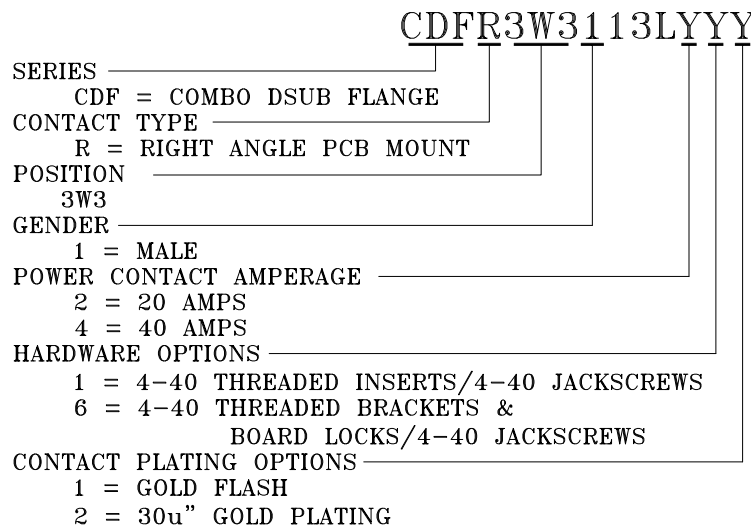 CDFR3W3113LYYY
SERIES
CDF = COMBO DSUB FLANGE
CONTACT TYPE
R = RIGHT ANGLE PCB MOUNT
POSITION
3W3
GENDER
1 = MALE
POWER CONTACT AMPERAGE
2 = 20 AMPS
4 = 40 AMPS
HARDWARE OPTIONS
1 = 4-40 THREADED INSERTS/4-40 JACKSCREWS
6 = 4-40 THREADED BRACKETS &
BOARD LOCKS/4-40 JACKSCREWS
CONTACT PLATING OPTIONS
1 = GOLD FLASH
2 = 30u" GOLD PLATING